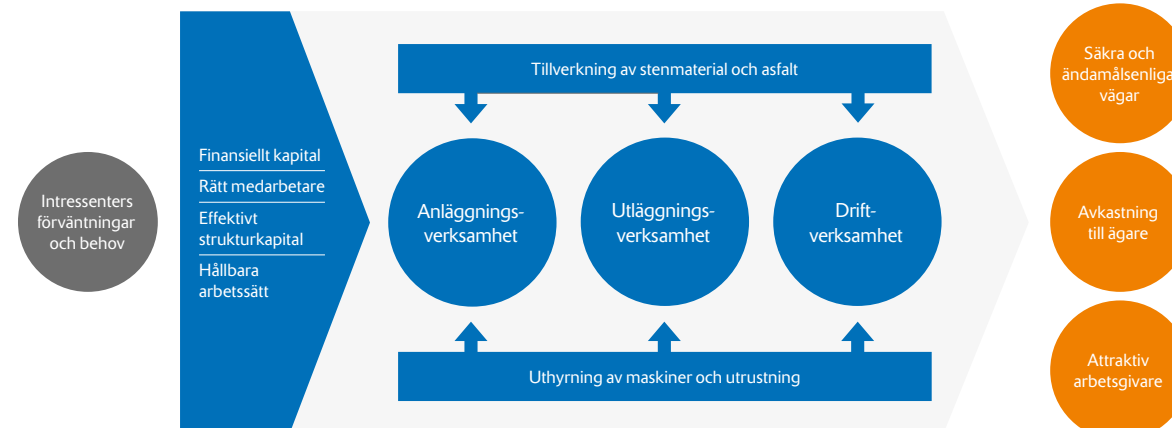 Intressenters
förväntningar
och behov
Finansiellt kapital
Rätt medarbetare
Effektivt
strukturkapital
Hållbara
arbetssätt
Tillverkning av stenmaterial och asfalt
Anläggnings-
verksamhet
Utläggnings-
verksamhet
Drift-
verksamhet
Uthyrning av maskiner och utrustning
Säkra och
ändamålsenliga
vägar
Avkastning
till ägare
Attraktiv
arbetsgivare